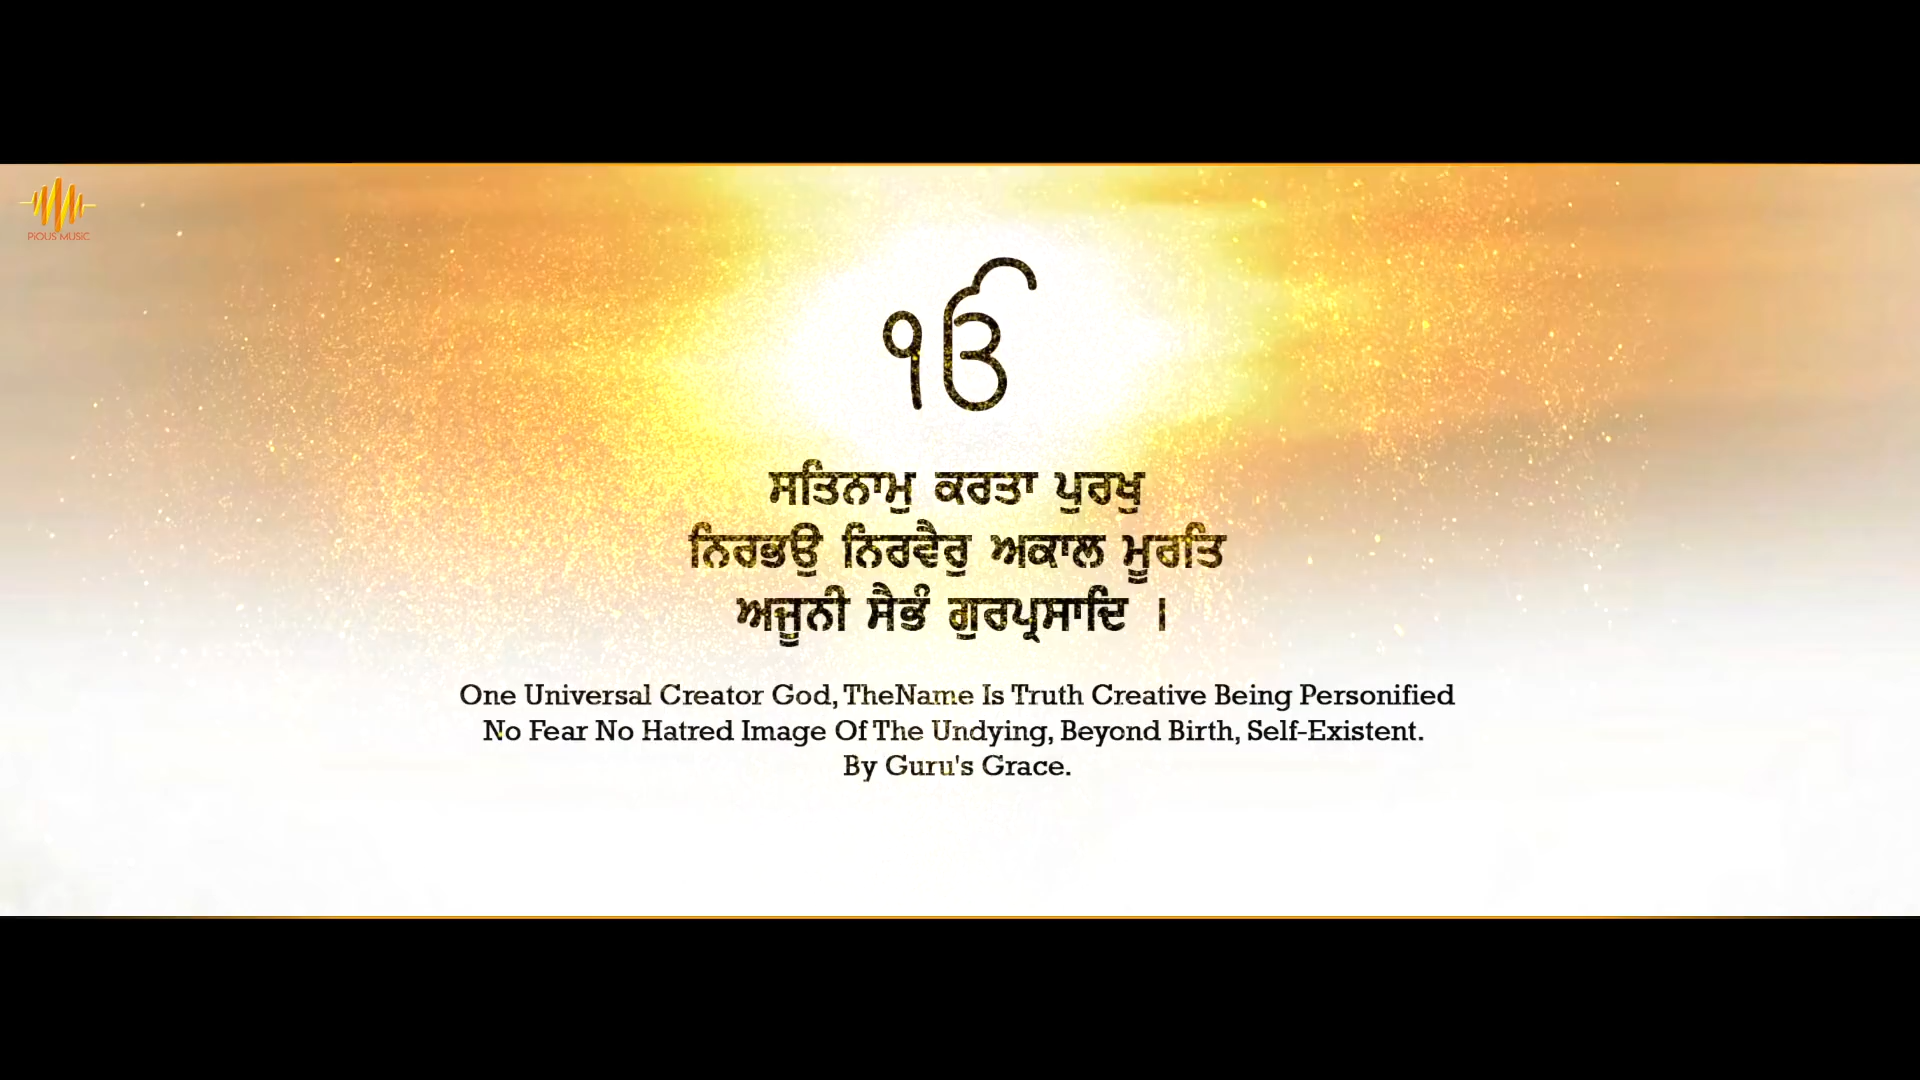 PIOUS MUSIC
ੴ
ਸਤਿਨਾਮੁ ਕਰਤਾ ਪੁਰਖੁ
ਨਿਰਭਉ ਨਿਰਵੈਰੁ ਅਕਾਲ ਮੂਰਤਿ
ਅਜੂਨੀ ਸੈਭੰ ਗੁਰਪ੍ਰਸਾਦਿ ।
One Universal Creator God, TheName Is Truth Creative Being Personified
No Fear No Hatred Image Of The Undying, Beyond Birth, Self-Existent.
By Guru's Grace.